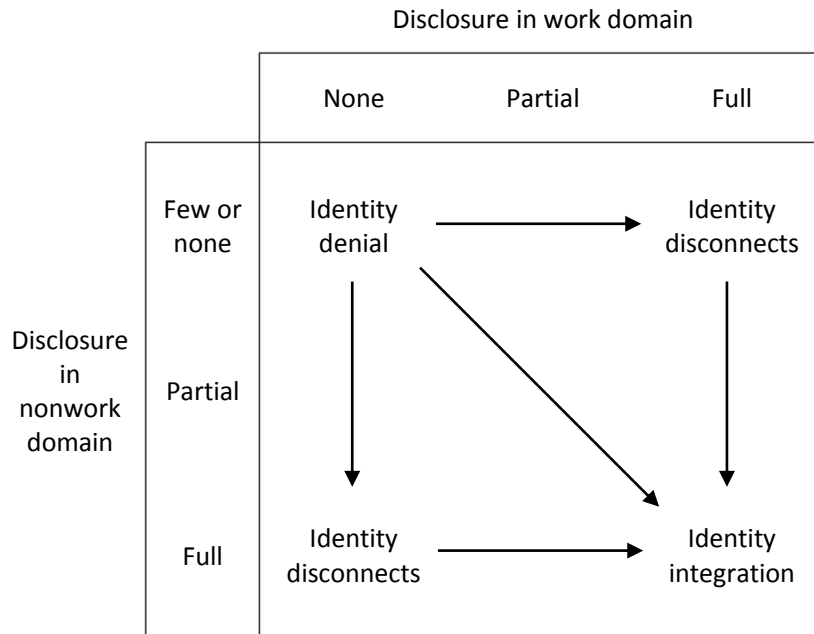 Disclosure in work domain
None Partial Full
Few or
none
Identity
denial
Identity
disconnects
Disclosure
in
nonwork
domain
Partial
Full
Identity
disconnects
Identity
integration